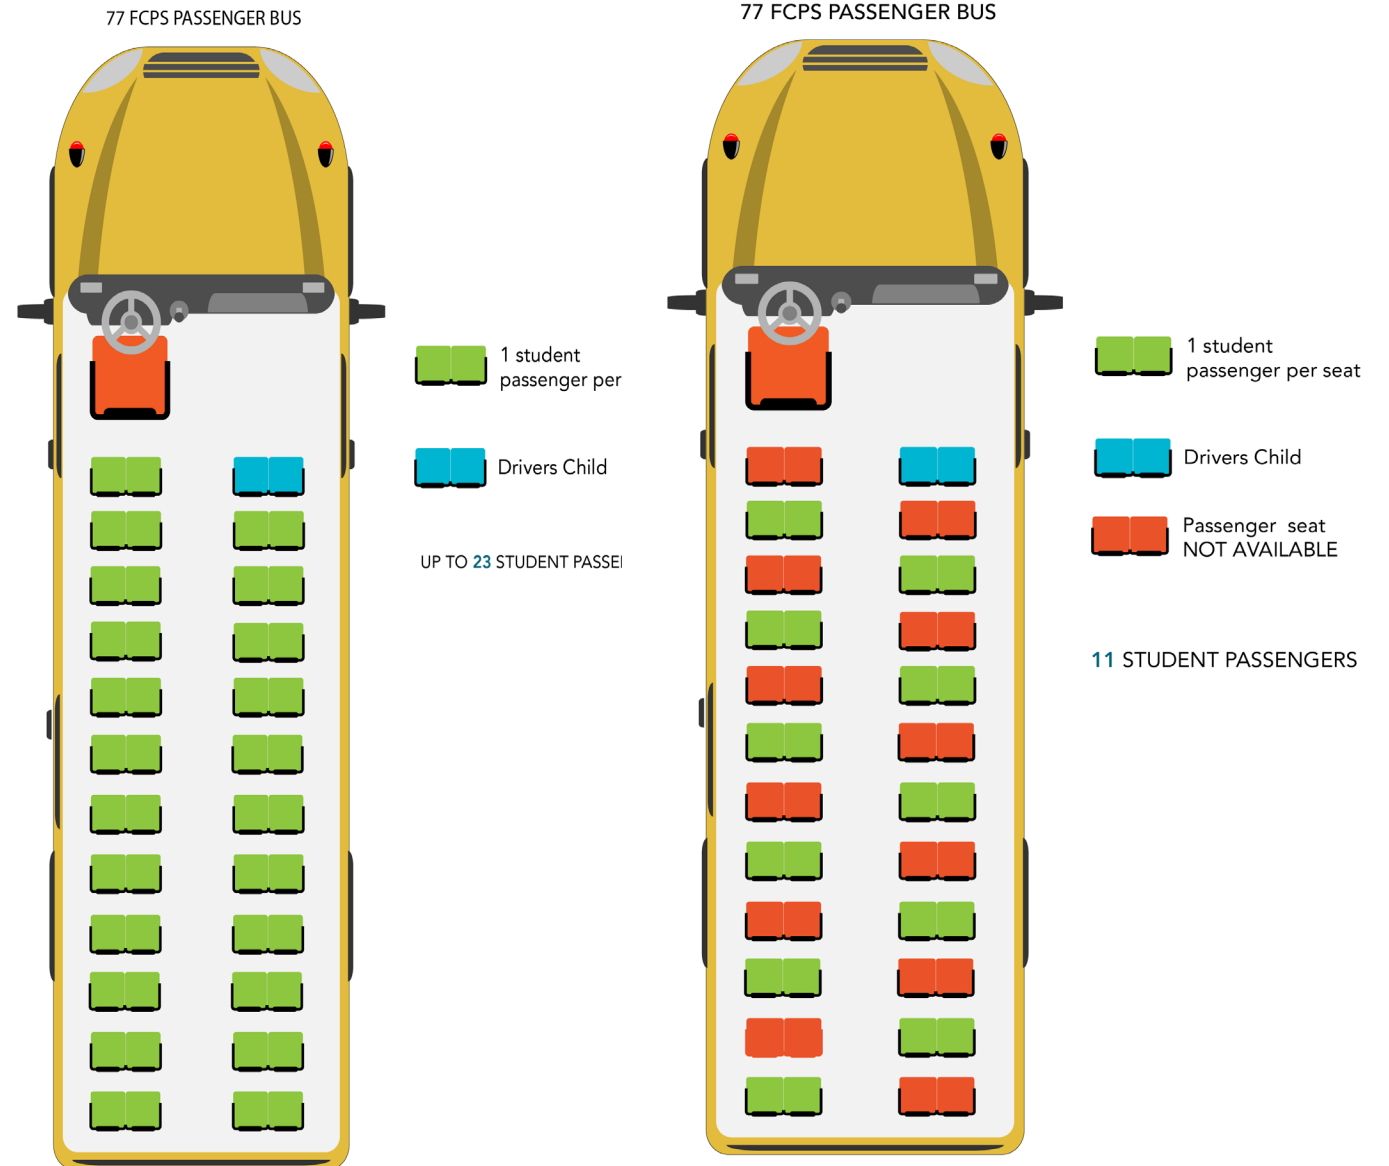 77 FCPS PASSENGER BUS
1 student
passenger per
Drivers Child
UP TO 23 STUDENT PASSE
77 FCPS PASSENGER BUS
1 student
passenger per seat
Drivers Child
Passenger seat
NOT AVAILABLE
11 STUDENT PASSENGERS